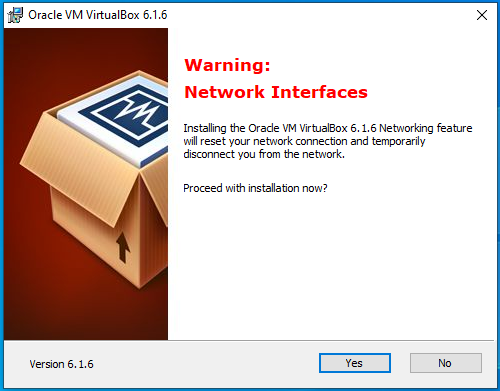 Oracle VM VirtualBox 6.1.6
Warning:
Network Interfaces
Installing the Oracle VM VirtualBox 6.1.6 Networking feature
will reset your network connection and temporarily
disconnect you from the network.
Proceed with installation now?
Version 6.1.6
Yes
No